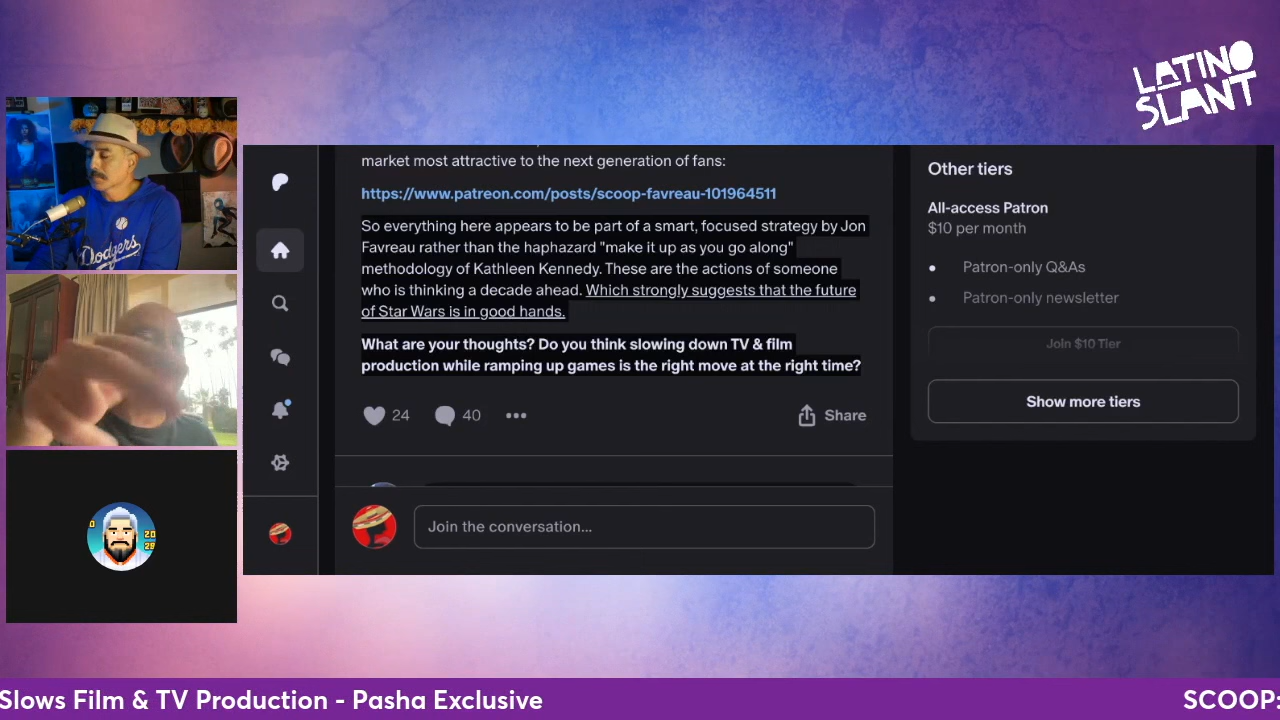 LATINO
SLANT
market most attractive to the next generation of fans:
https://www.patreon.com/posts/scoop-favreau-101964511
So everything here appears to be part of a smart, focused strategy by Jon
Favreau rather than the haphazard "make it up as you go along"
methodology of Kathleen Kennedy. These are the actions of someone
who is thinking a decade ahead. Which strongly suggests that the future
of Star Wars is in good hands.
What are your thoughts? Do you think slowing down TV & film
production while ramping up games is the right move at the right time?
24
40
Share
Join the conversation...
Other tiers
All-access Patron
$10 per month
Patron-only Q&As
Patron-only newsletter
Join $10 Tier
Show more tiers
Dodgers
0
20
28
Slows Film & TV Production - Pasha Exclusive
SCOOP: